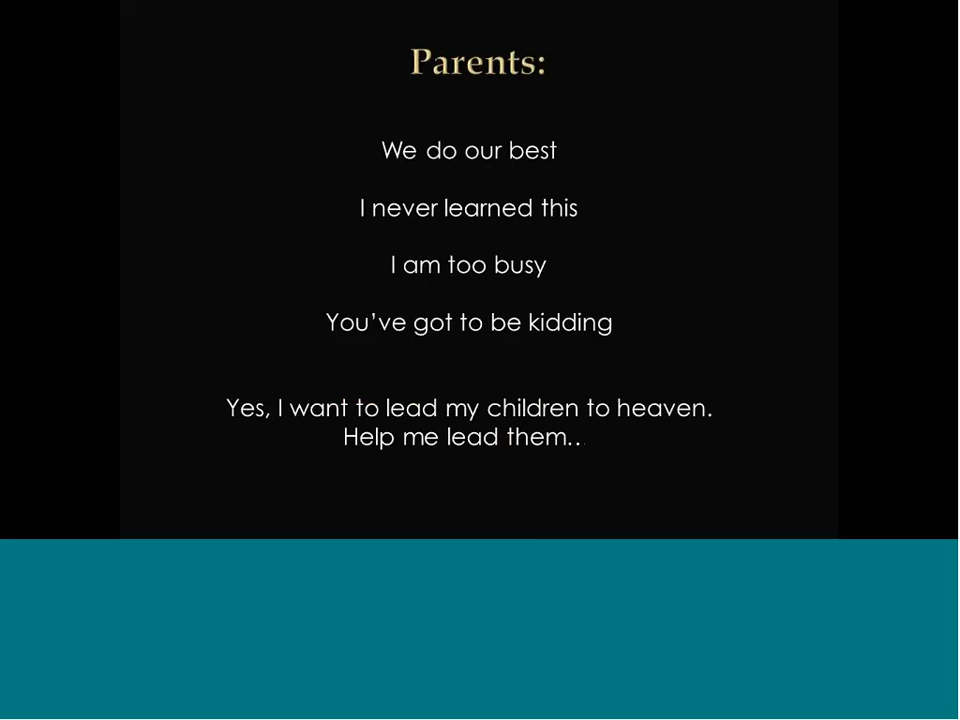 Parents:
We do our best
I never learned this
I am too busy
You've got to be kidding
Yes, I want to lead my children to heaven.
Help me lead them…